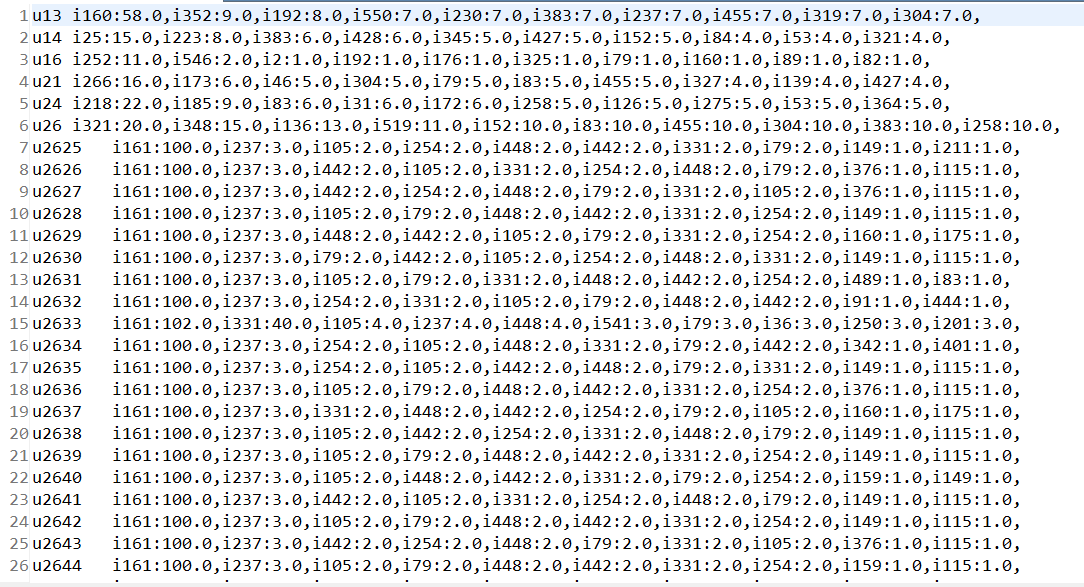 1 u13 i160:58.0,i352:9.0,i192:8.0,i550:7.0,i230:7.0,i383:7.0,i237:7.0,i455:7.0,i319:7.0,i304:7.0,
2 u14 i25:15.0,i223:8.0,i383:6.0,i428:6.0,i345:5.0,i427:5.0,i152:5.0,i84:4.0,i53:4.0,i321:4.0,
3 u16 i252:11.0,i546:2.0,i2:1.0,i192:1.0,i176:1.0,i325:1.0,i79:1.0,i160:1.0,i89:1.0,i82:1.0,
4 u21 i266:16.0,i173:6.0,i46:5.0,i304:5.0,i79:5.0,i83:5.0,i455:5.0,i327:4.0,i139:4.0,i427:4.0,
5 u24 i218:22.0,i185:9.0,i83:6.0,i31:6.0,i172:6.0,i258:5.0,i126:5.0,i275:5.0,i53:5.0,i364:5.0,
6 u26 i321:20.0,i348:15.0,i136:13.0,i519:11.0,i152:10.0,i83:10.0,i455:10.0,i304:10.0,i383:10.0,i258:10.0,
7 u2625 i161:100.0,i237:3.0,i105:2.0,i254:2.0,i448:2.0,i442:2.0,i331:2.0,i79:2.0,i149:1.0,i211:1.0,
8 u2626 i161:100.0,i237:3.0,i442:2.0,i105:2.0,i331:2.0,i254:2.0,i448:2.0,i79:2.0,i376:1.0,i115:1.0,
9 u2627 i161:100.0,i237:3.0,i442:2.0,i254:2.0,i448:2.0,i79:2.0,i331:2.0,i105:2.0,i376:1.0,i115:1.0,
10 u2628 i161:100.0,i237:3.0,i105:2.0,i79:2.0,i448:2.0,i442:2.0,i331:2.0,i254:2.0,i149:1.0,i115:1.0,
11 u2629 i161:100.0,i237:3.0,i448:2.0,i442:2.0,i105:2.0,i79:2.0,i331:2.0,i254:2.0,i160:1.0,i175:1.0,
12 u2630 i161:100.0,i237:3.0,i79:2.0,i442:2.0,i105:2.0,i254:2.0,i448:2.0,i331:2.0,i149:1.0,i115:1.0,
13 u2631 i161:100.0,i237:3.0,i105:2.0,i79:2.0,i331:2.0,i448:2.0,i442:2.0,i254:2.0,i489:1.0,i83:1.0,
14 u2632 i161:100.0,i237:3.0,i254:2.0,i331:2.0,i105:2.0,i79:2.0,i448:2.0,i442:2.0,i91:1.0,i444:1.0,
15 u2633 i161:102.0,i331:40.0,i105:4.0,i237:4.0,i448:4.0,i541:3.0,i79:3.0,i36:3.0,i250:3.0,i201:3.0,
16 u2634 i161:100.0,i237:3.0,i254:2.0,i105:2.0,i448:2.0,i331:2.0,i79:2.0,i442:2.0,i342:1.0,i401:1.0,
17 u2635 i161:100.0,i237:3.0,i254:2.0,i105:2.0,i442:2.0,i448:2.0,i79:2.0,i331:2.0,i149:1.0,i115:1.0,
18 u2636 i161:100.0,i237:3.0,i105:2.0,i79:2.0,i448:2.0,i442:2.0,i331:2.0,i254:2.0,i376:1.0,i115:1.0,
19 u2637 i161:100.0,i237:3.0,i331:2.0,i448:2.0,i442:2.0,i254:2.0,i79:2.0,i105:2.0,i160:1.0,i175:1.0,
20 u2638 i161:100.0,i237:3.0,i105:2.0,i442:2.0,i254:2.0,i331:2.0,i448:2.0,i79:2.0,i149:1.0,i115:1.0,
21 u2639 i161:100.0,i237:3.0,i105:2.0,i79:2.0,i448:2.0,i442:2.0,i331:2.0,i254:2.0,i149:1.0,i115:1.0,
22 u2640 i161:100.0,i237:3.0,i105:2.0,i448:2.0,i442:2.0,i331:2.0,i79:2.0,i254:2.0,i159:1.0,i149:1.0,
23 u2641 i161:100.0,i237:3.0,i442:2.0,i105:2.0,i331:2.0,i254:2.0,i448:2.0,i79:2.0,i149:1.0,i115:1.0,
24 u2642 i161:100.0,i237:3.0,i105:2.0,i79:2.0,i448:2.0,i442:2.0,i331:2.0,i254:2.0,i149:1.0,i115:1.0,
25 u2643 i161:100.0,i237:3.0,i442:2.0,i254:2.0,i448:2.0,i79:2.0,i331:2.0,i105:2.0,i376:1.0,i115:1.0,
26 u2644 i161:100.0,i237:3.0,i105:2.0,i79:2.0,i448:2.0,i442:2.0,i331:2.0,i254:2.0,i159:1.0,i115:1.0,